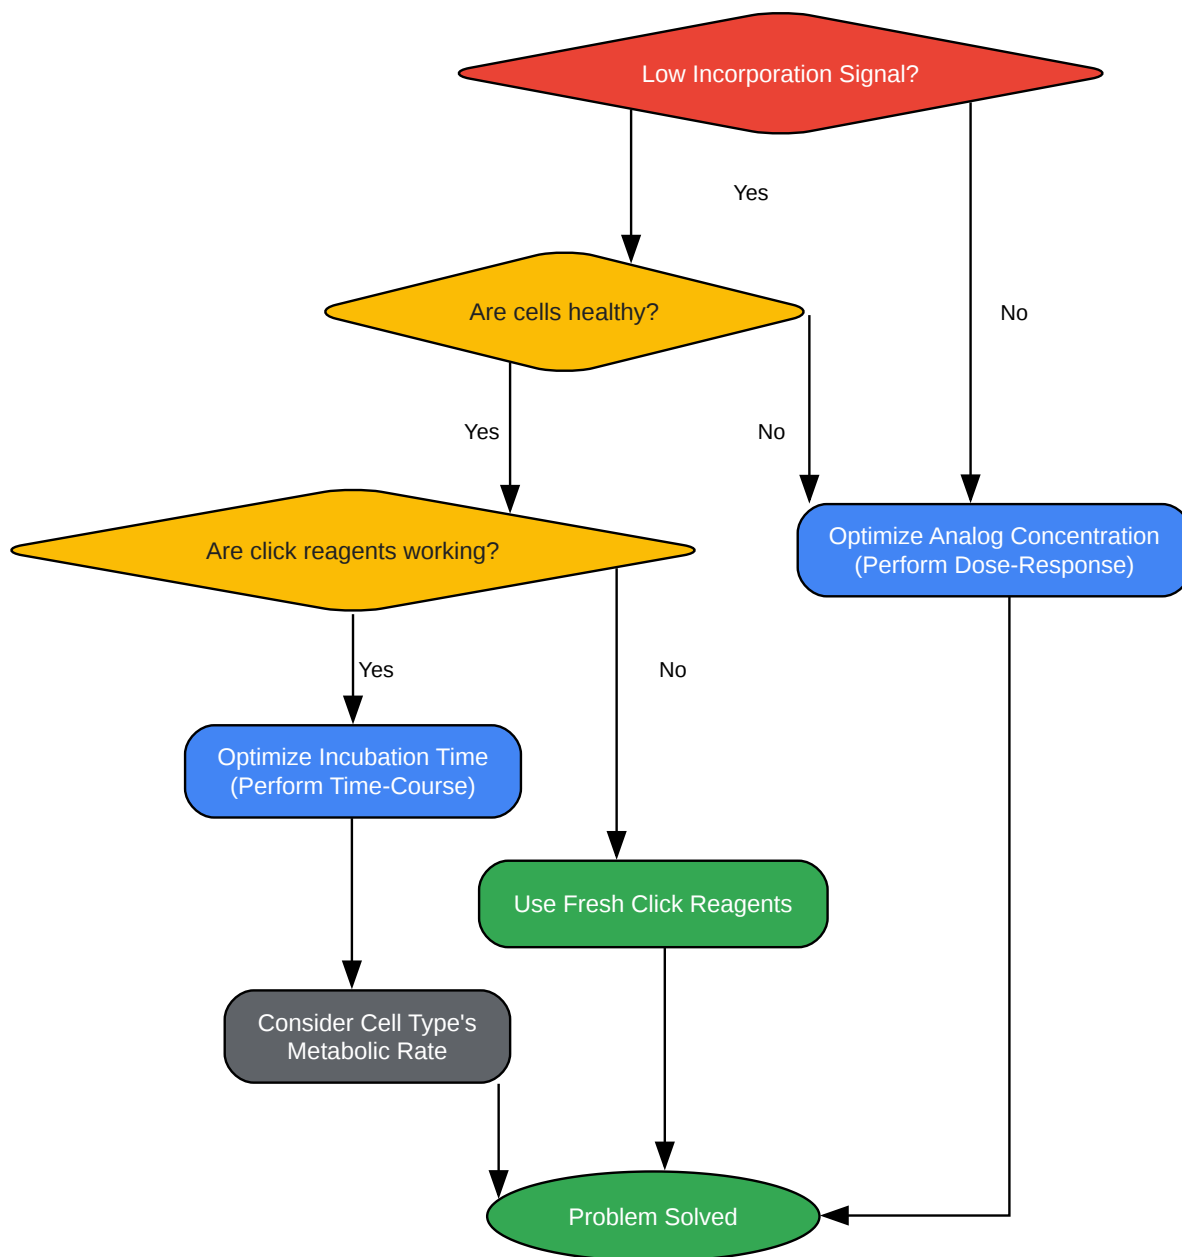 Low Incorporation Signal?
Yes
Are cells healthy?
No
Yes
No
Optimize Analog Concentration
(Perform Dose-Response)
Are click reagents working?
Yes
No
Optimize Incubation Time
(Perform Time-Course)
Use Fresh Click Reagents
Consider Cell Type's
Metabolic Rate
Problem Solved